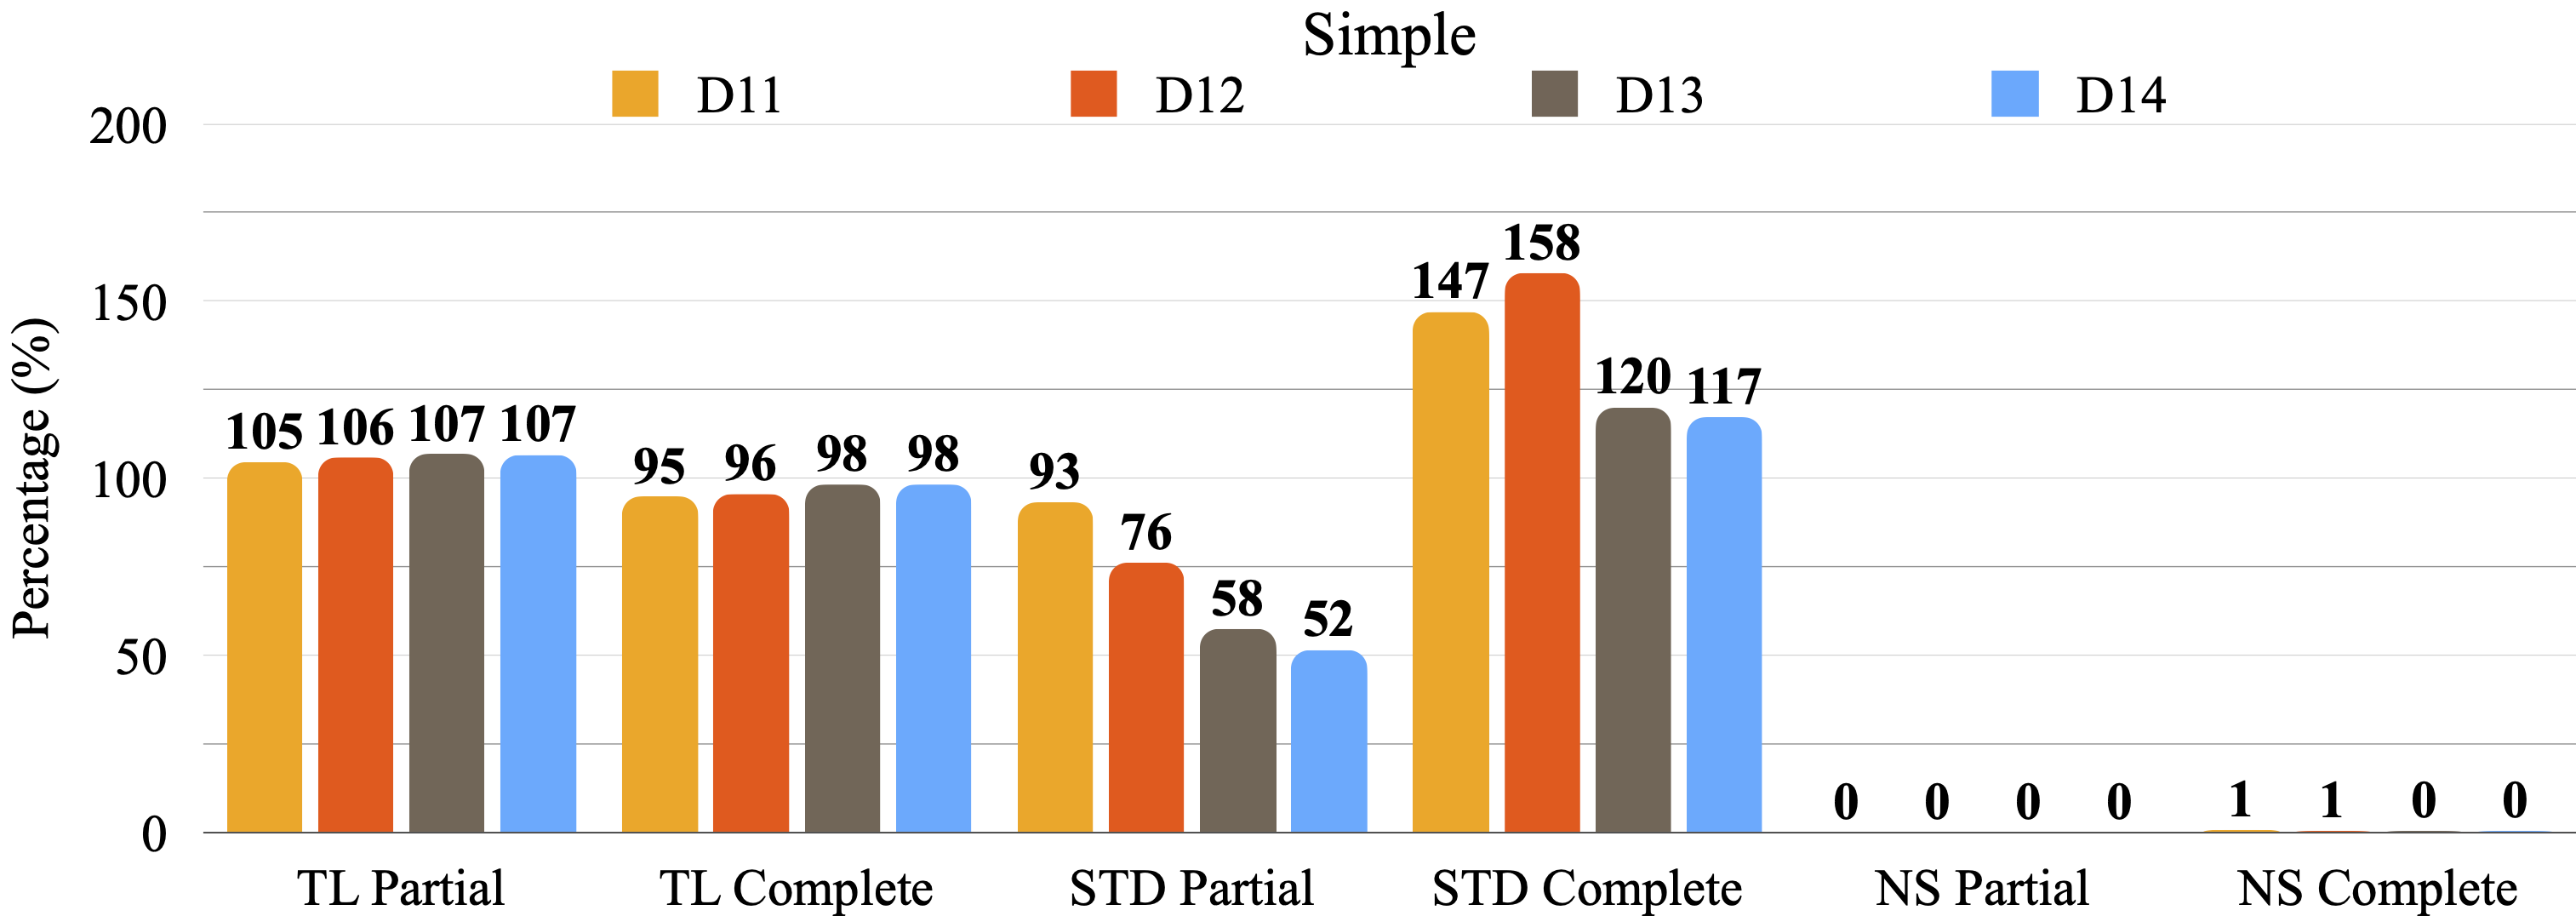 Simple
D11 D12 D13 D14
200
150
100
50
0
Percentage (%)
105 106 107 107
95 96 98 98
93 76 58 52
147 158 120 117
0 0 0 0
1 1 0 0
TL Partial TL Complete STD Partial STD Complete NS Partial NS Complete